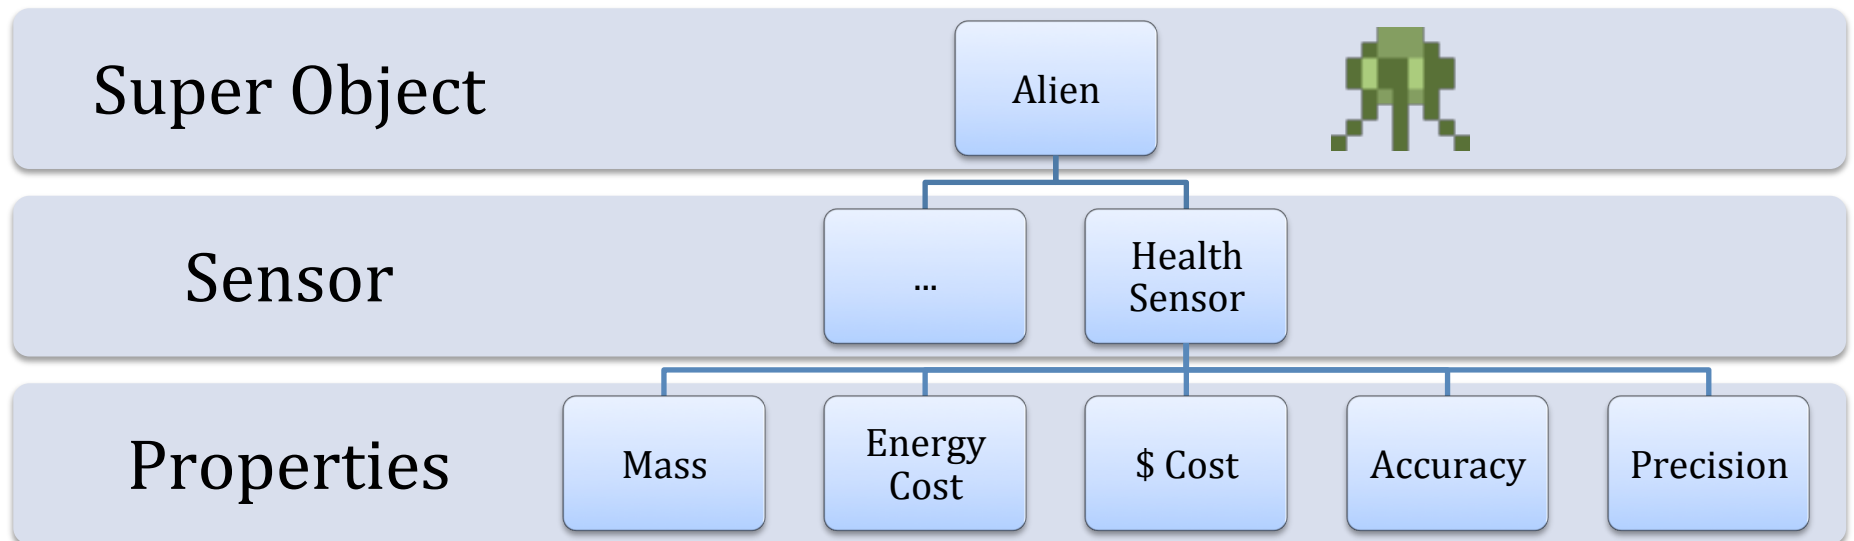 Super Object
Alien
Sensor
...
Health
Sensor
Properties
Mass
Energy
Cost
$ Cost
Accuracy
Precision